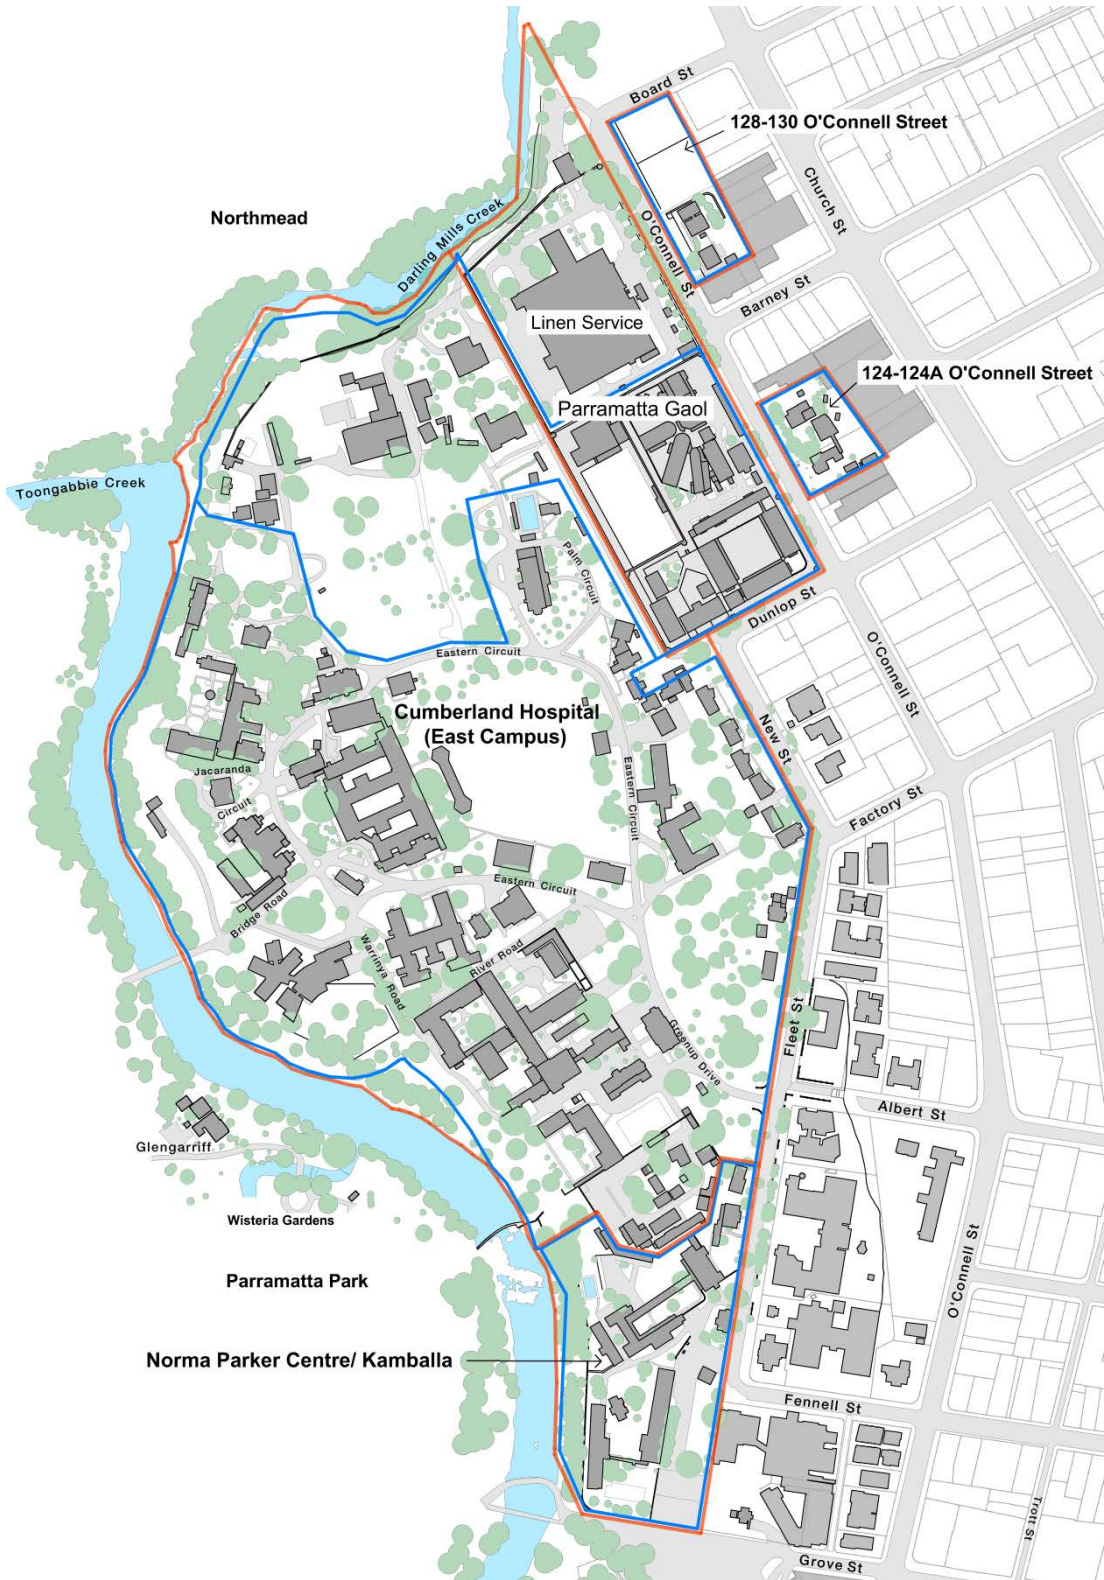 Board St
128-130 O'Connell Street
Church St
Northmead
Darling Mills Creek
O'Connell St
Barney St
Linen Service
124-124A O'Connell Street
Parramatta Gaol
Toongabbie Creek
Palm Circuit
Dunlop St
Eastern Circuit
O'Connell St
Cumberland Hospital
(East Campus)
New St
Jacaranda
Circuit
Eastern Circuit
Factory St
Eastern Circuit
Bridge Road
Warrinya Road
River Road
Fleet St
Greenup Drive
Albert St
Glengarriff
Wisteria Gardens
Parramatta Park
O'Connell St
Norma Parker Centre/ Kamballa
Fennell St
Trott St
Grove St